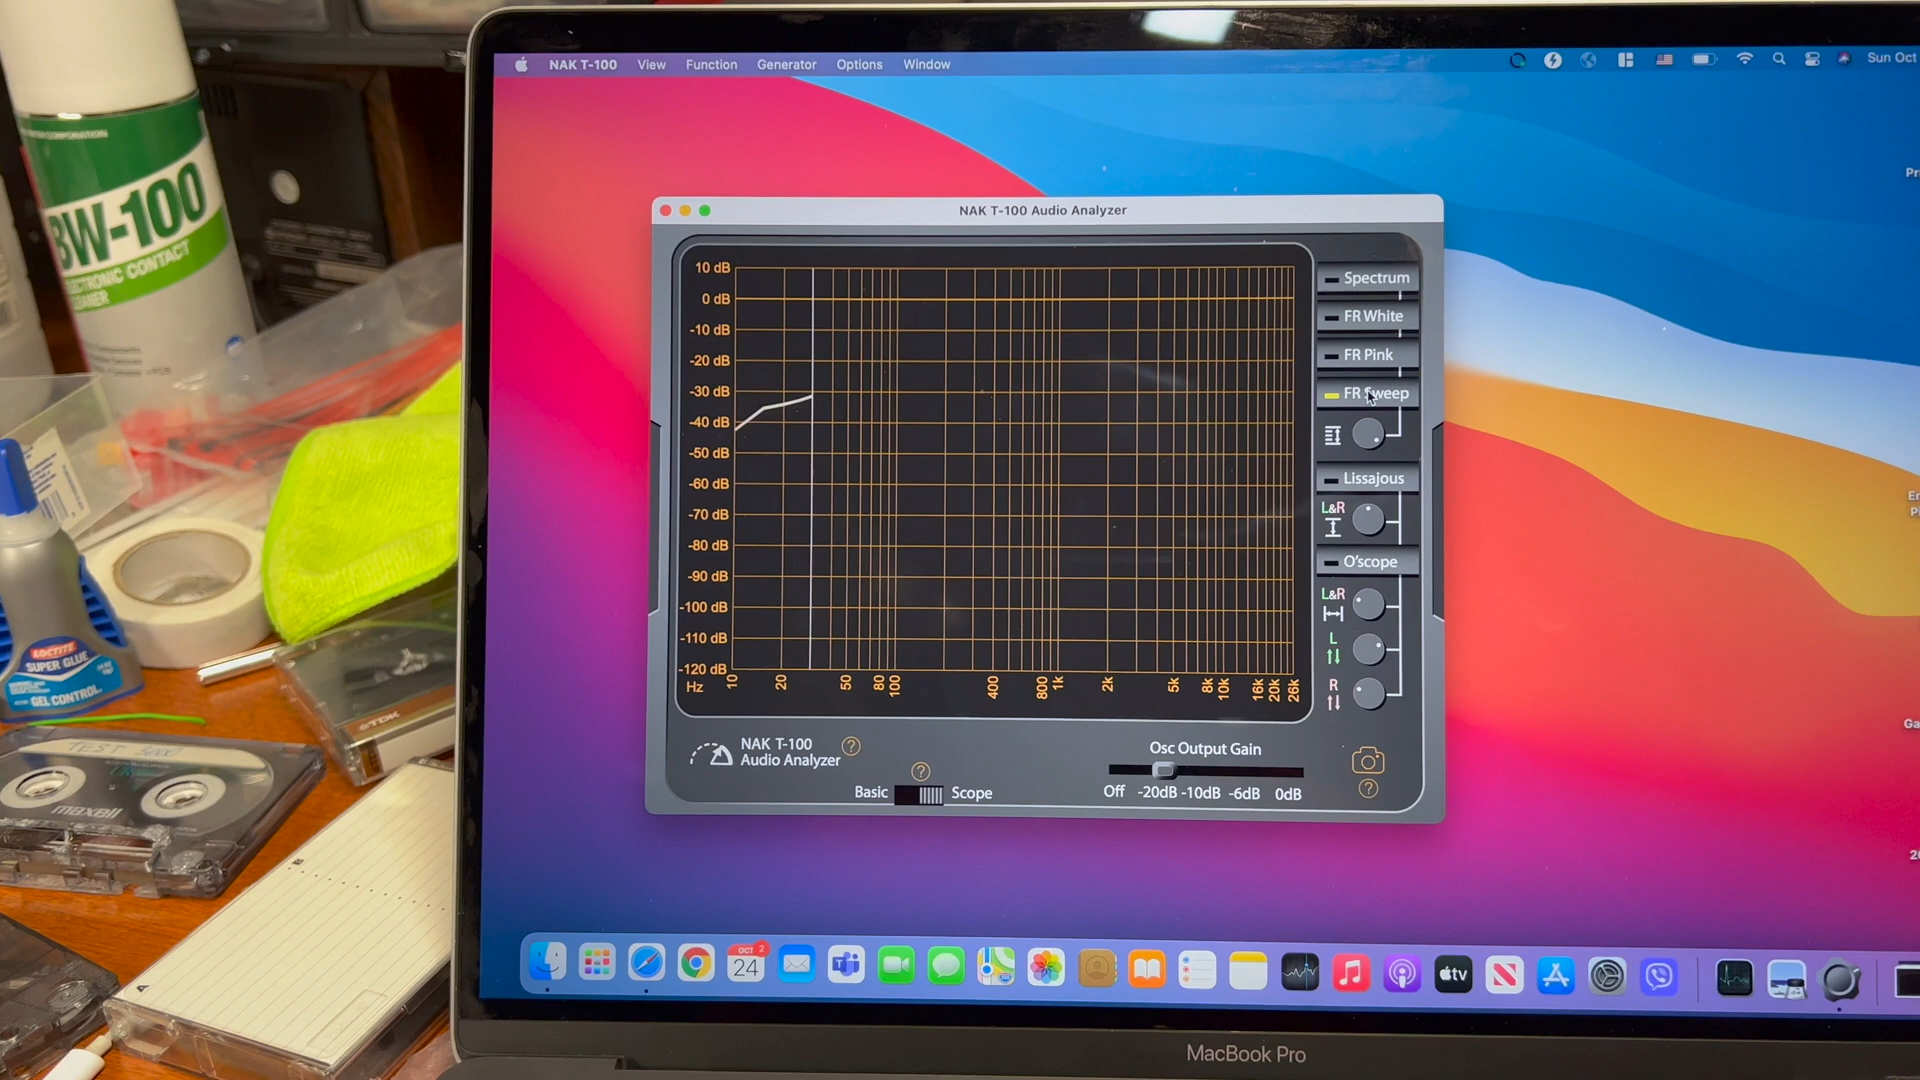 NAK T-100 View Function Generator Options Window
Sun Oct
BW-100
ELECTRONIC CONTACT
CLEANER
NAK T-100 Audio Analyzer
10 dB
0 dB
-10 dB
-20 dB
-30 dB
-40 dB
-50 dB
-60 dB
-70 dB
-80 dB
-90 dB
-100 dB
-110 dB
-120 dB
Hz 10 20 50 80 100 400 800 1k 2k 5k 8k 10k 16k 20k 26k
Spectrum
FR White
FR Pink
FR Sweep
Lissajous
L&R
O'scope
L&R
L
R
NAK T-100
Audio Analyzer
?
?
Basic
Scope
Osc Output Gain
Off -20dB -10dB -6dB 0dB
?
LOCTITE
SUPER GLUE
GEL CONTROL
TDK
TEST 5000
maxell
B
A
OCT
2
24
tv
MacBook Pro